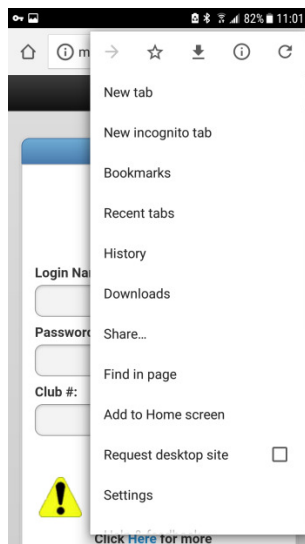 82% 11:01
m
New tab
New incognito tab
Bookmarks
Recent tabs
History
Login Na
Downloads
Password
Share...
Find in page
Club #:
Add to Home screen
Request desktop site
Settings
Click Here for more